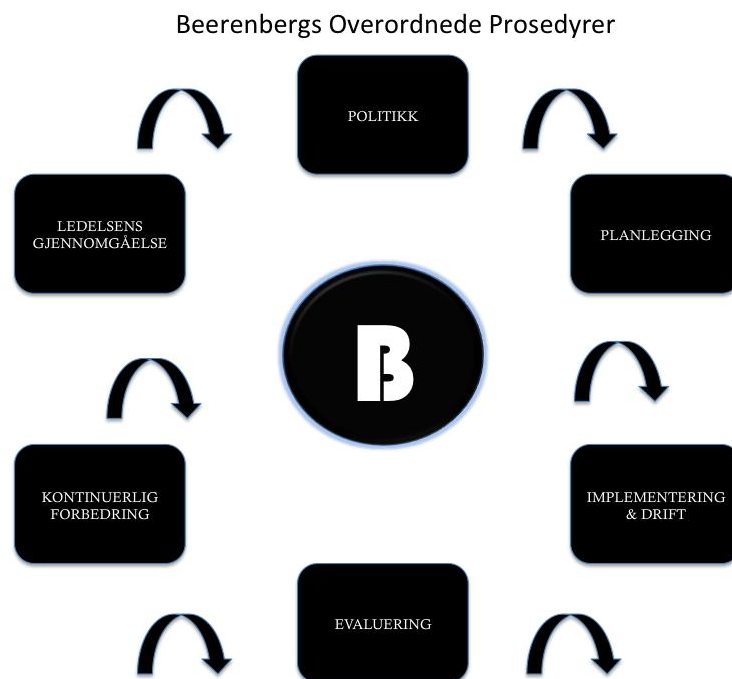 Beerenbergs Overordnede Prosedyrer
POLITIKK
LEDELSENS
GJENNOMGÅELSE
PLANLEGGING
B
KONTINUERLIG
FORBEDRING
IMPLEMENTERING
& DRIFT
EVALUERING